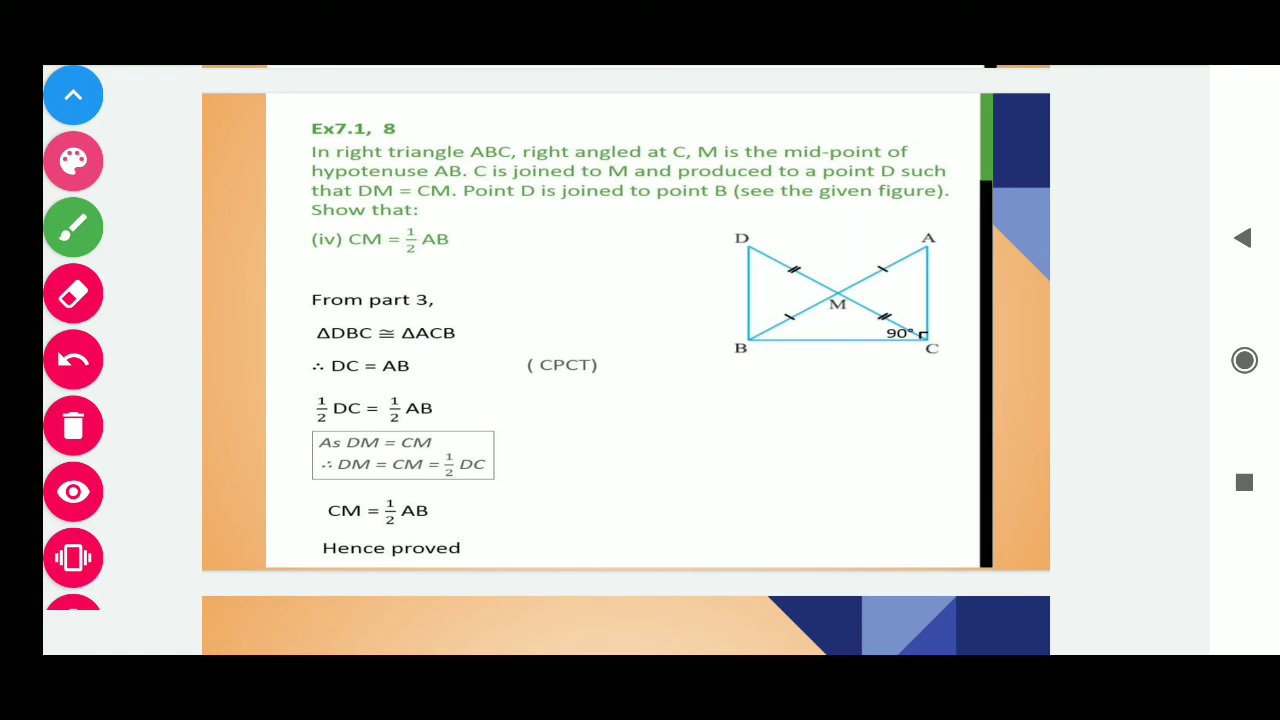 Ex7.1, 8
In right triangle ABC, right angled at C, M is the mid-point of
hypotenuse AB. C is joined to M and produced to a point D such
that DM = CM. Point D is joined to point B (see the given figure).
Show that:
(iv) CM = 1/2 AB
D
A
M
90°
B
C
From part 3,
ΔDBC ≅ ΔACB
∴ DC = AB ( CPCT)
1/2 DC = 1/2 AB
As DM = CM
∴ DM = CM = 1/2 DC
CM = 1/2 AB
Hence proved